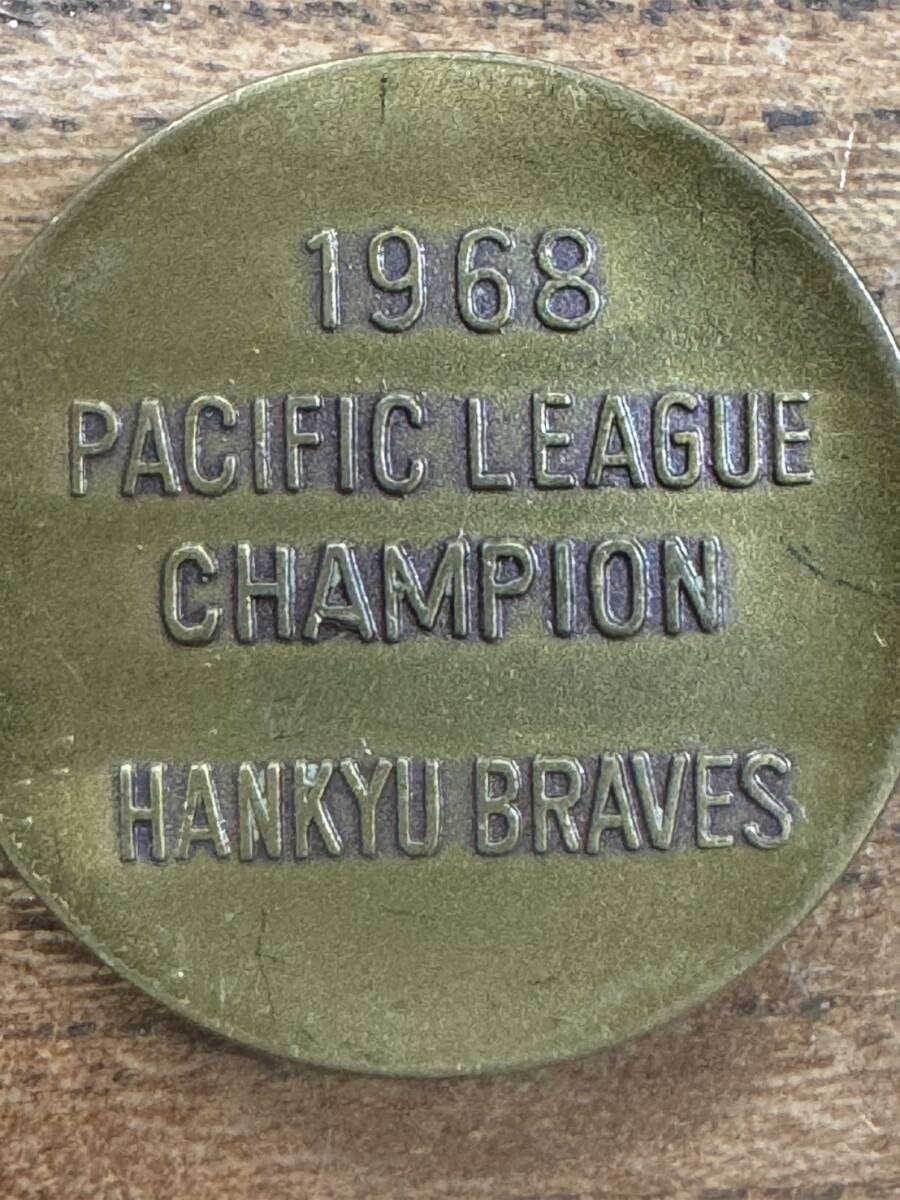 1968
PACIFIC LEAGUE
CHAMPION
HANKYU BRAVES